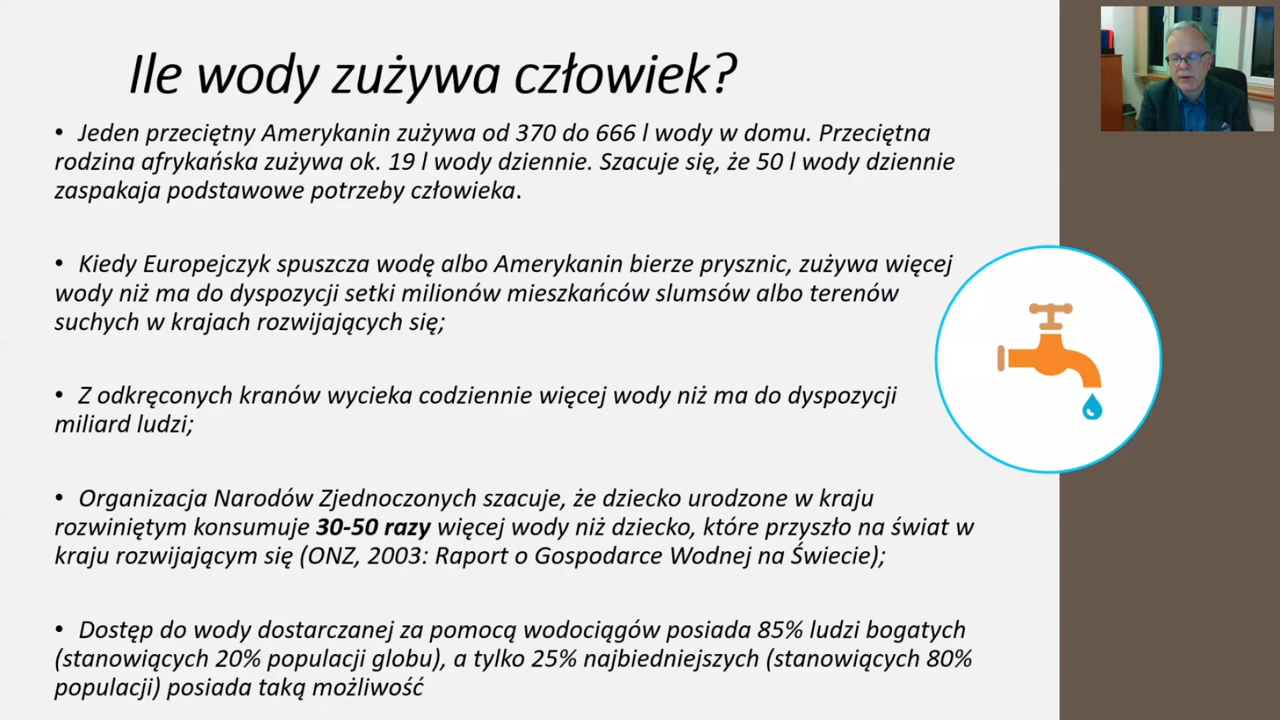 Ile wody zużywa człowiek?
• Jeden przeciętny Amerykanin zużywa od 370 do 666 l wody w domu. Przeciętna
rodzina afrykańska zużywa ok. 19 l wody dziennie. Szacuje się, że 50 l wody dziennie
zaspakaja podstawowe potrzeby człowieka.
• Kiedy Europejczyk spuszcza wodę albo Amerykanin bierze prysznic, zużywa więcej
wody niż ma do dyspozycji setki milionów mieszkańców slumsów albo terenów
suchych w krajach rozwijających się;
• Z odkręconych kranów wycieka codziennie więcej wody niż ma do dyspozycji
miliard ludzi;
• Organizacja Narodów Zjednoczonych szacuje, że dziecko urodzone w kraju
rozwiniętym konsumuje 30-50 razy więcej wody niż dziecko, które przyszło na świat w
kraju rozwijającym się (ONZ, 2003: Raport o Gospodarce Wodnej na Świecie);
• Dostęp do wody dostarczanej za pomocą wodociągów posiada 85% ludzi bogatych
(stanowiących 20% populacji globu), a tylko 25% najbiedniejszych (stanowiących 80%
populacji) posiada taką możliwość